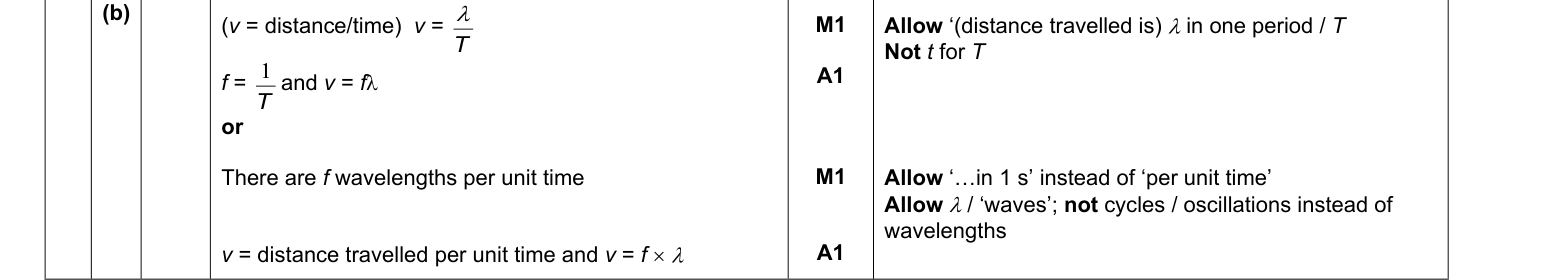 (b)
(v = distance/time) v = λ/T
M1
Allow ‘(distance travelled is) λ in one period / T
Not t for T
f = 1/T and v = fλ
A1
or
There are f wavelengths per unit time
M1
Allow ‘…in 1 s’ instead of ‘per unit time’
Allow λ / ‘waves’; not cycles / oscillations instead of
wavelengths
v = distance travelled per unit time and v = f × λ
A1